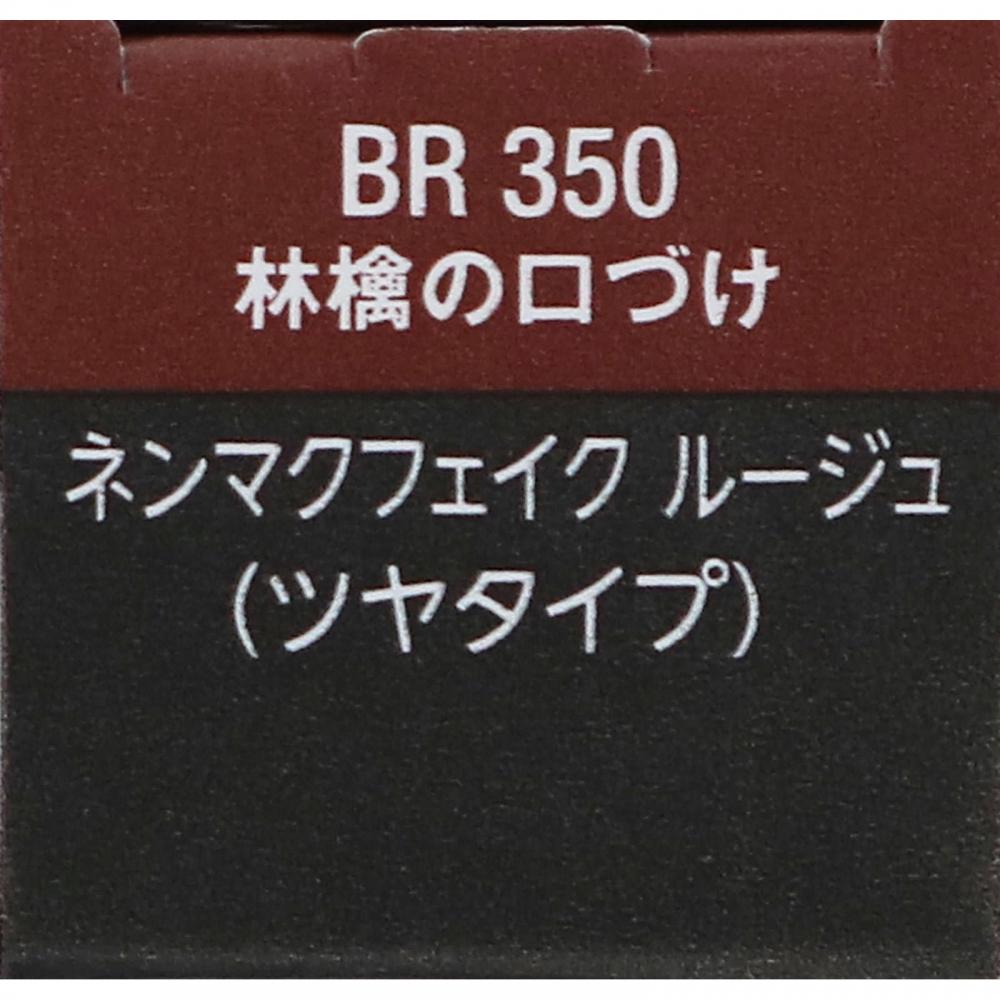 BR 350
林檎の口づけ
ネンマクフェイク ルージュ
(ツヤタイプ)